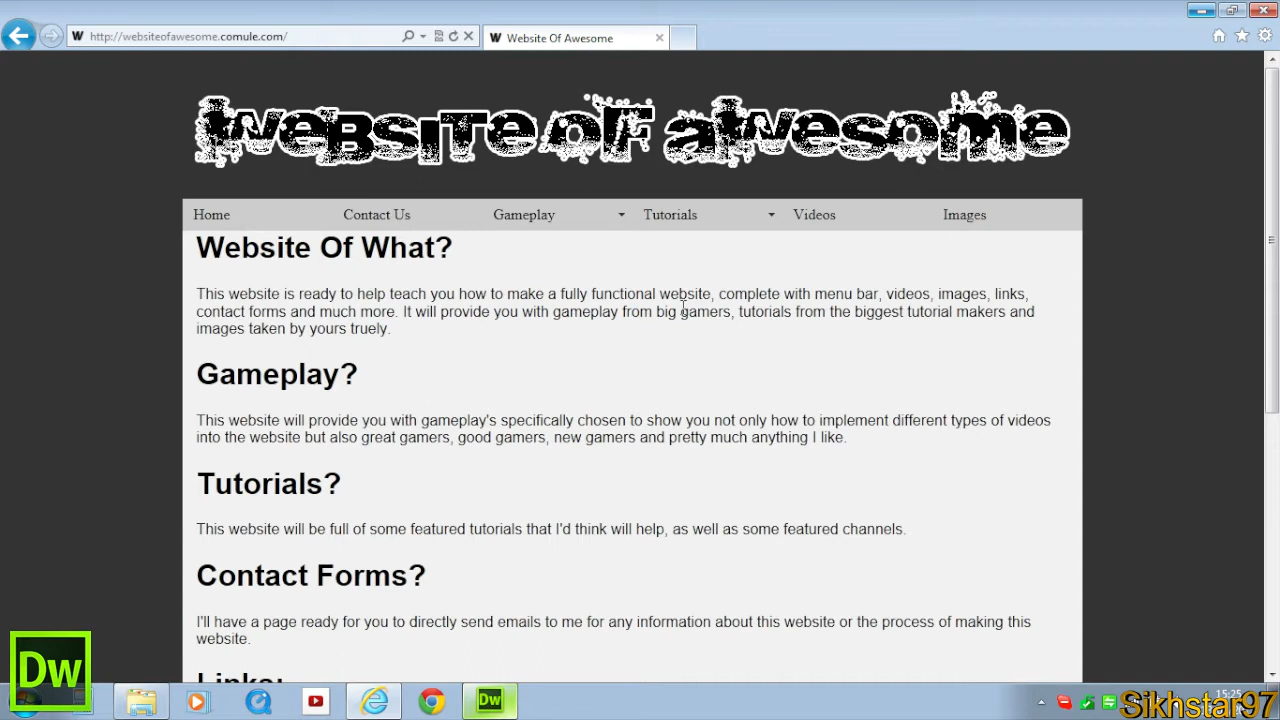 http://websiteofawesome.comule.com/
Website Of Awesome
Website of Awesome
Home Contact Us Gameplay Tutorials Videos Images
Website Of What?
This website is ready to help teach you how to make a fully functional website, complete with menu bar, videos, images, links,
contact forms and much more. It will provide you with gameplay from big gamers, tutorials from the biggest tutorial makers and
images taken by yours truely.
Gameplay?
This website will provide you with gameplay's specifically chosen to show you not only how to implement different types of videos
into the website but also great gamers, good gamers, new gamers and pretty much anything I like.
Tutorials?
This website will be full of some featured tutorials that I'd think will help, as well as some featured channels.
Contact Forms?
I'll have a page ready for you to directly send emails to me for any information about this website or the process of making this
website.
Links:
Dw
Dw
15:25
Sikhstar97